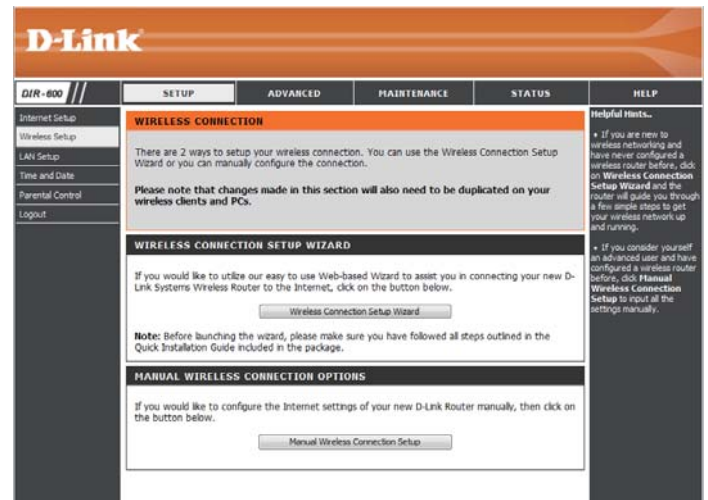 D-Link
DIR-600
SETUP
ADVANCED
MAINTENANCE
STATUS
HELP
Internet Setup
Wireless Setup
LAN Setup
Time and Date
Parental Control
Logout
WIRELESS CONNECTION
There are 2 ways to setup your wireless connection. You can use the Wireless Connection Setup
Wizard or you can manually configure the connection.
Please note that changes made in this section will also need to be duplicated on your
wireless clients and PCs.
WIRELESS CONNECTION SETUP WIZARD
If you would like to utilize our easy to use Web-based Wizard to assist you in connecting your new D-
Link Systems Wireless Router to the Internet, click on the button below.
Wireless Connection Setup Wizard
Note: Before launching the wizard, please make sure you have followed all steps outlined in the
Quick Installation Guide included in the package.
MANUAL WIRELESS CONNECTION OPTIONS
If you would like to configure the Internet settings of your new D-Link Router manually, then click on
the button below.
Manual Wireless Connection Setup
Helpful Hints..
• If you are new to
wireless networking and
have never configured a
wireless router before, click
on Wireless Connection
Setup Wizard and the
router will guide you through
a few simple steps to get
your wireless network up
and running.
• If you consider yourself
an advanced user and have
configured a wireless router
before, click Manual
Wireless Connection
Setup to input all the
settings manually.